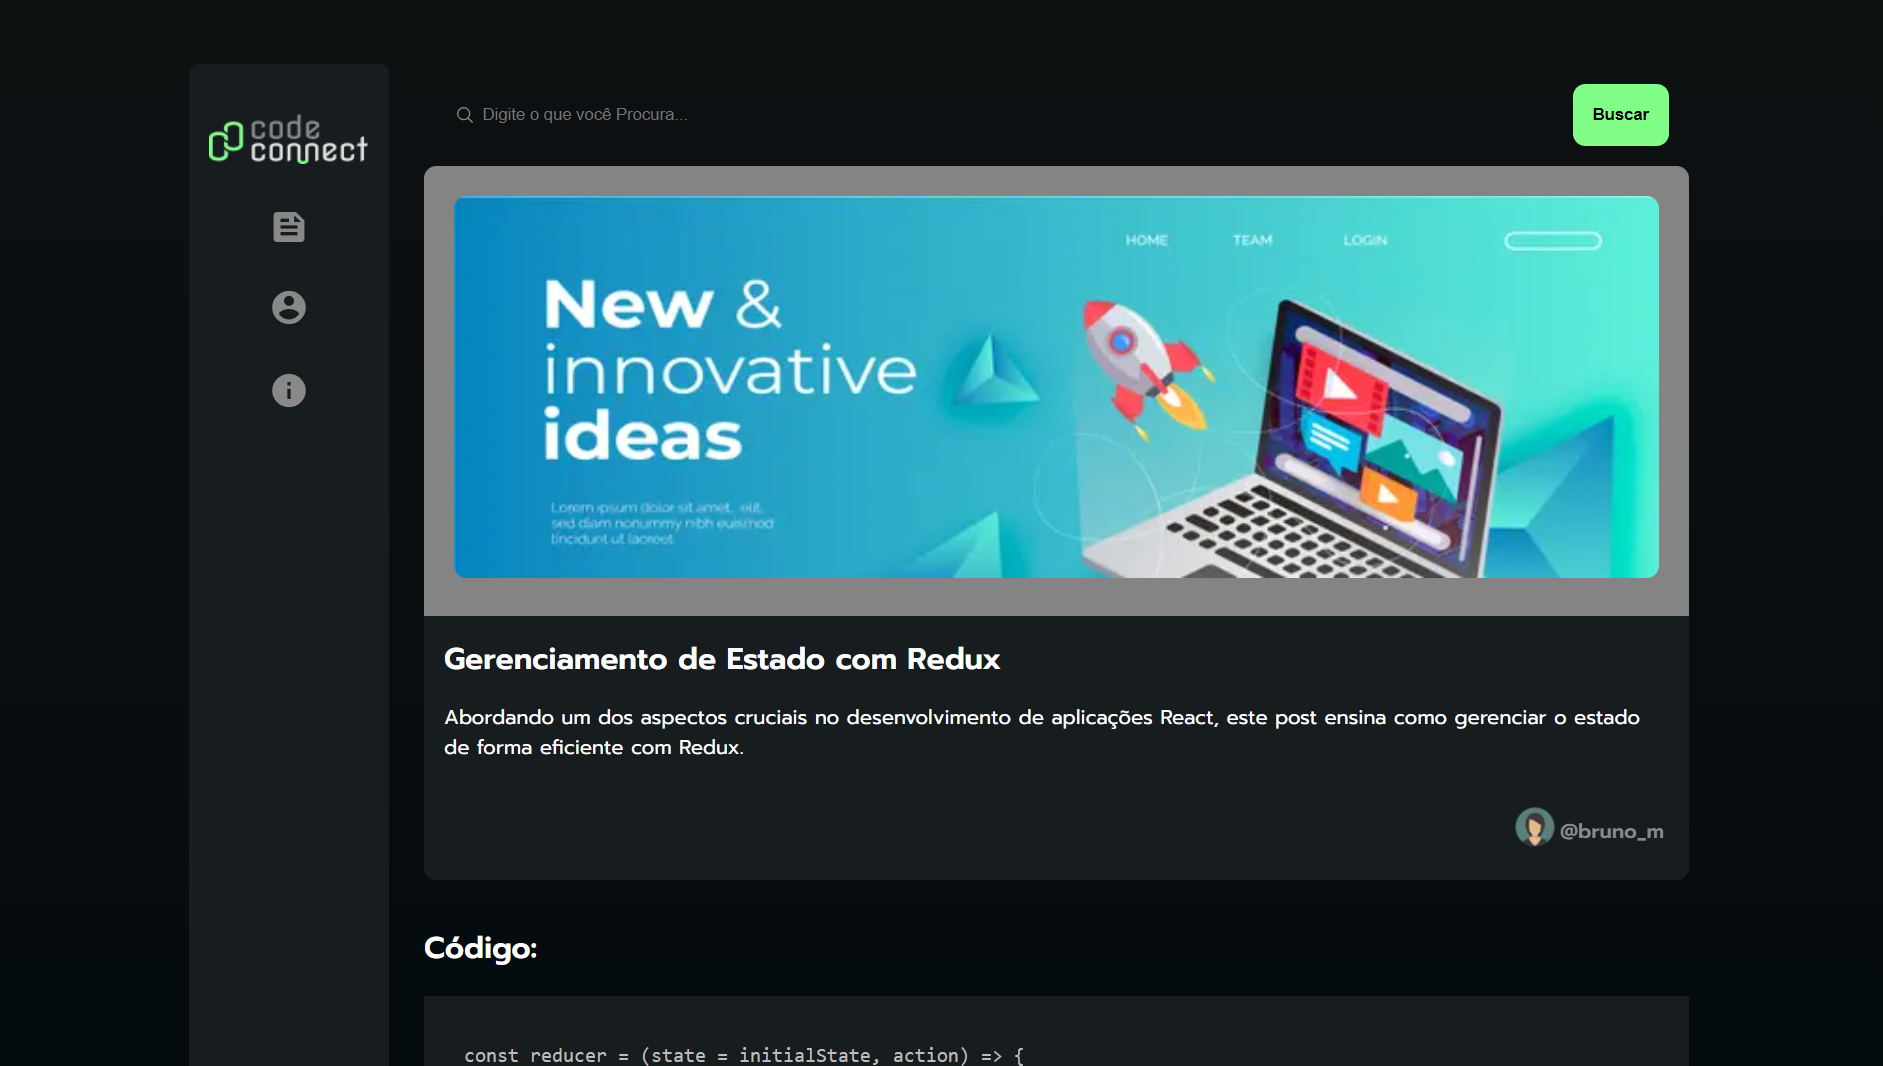 code
connect
Digite o que você Procura...
Buscar
HOME TEAM LOGIN
New &
innovative
ideas
Lorem ipsum dolor sit amet, elit,
sed diam nonummy nibh euismod
tincidunt ut laoreet
Gerenciamento de Estado com Redux
Abordando um dos aspectos cruciais no desenvolvimento de aplicações React, este post ensina como gerenciar o estado
de forma eficiente com Redux.
@bruno_m
Código:
const reducer = (state = initialState, action) => {